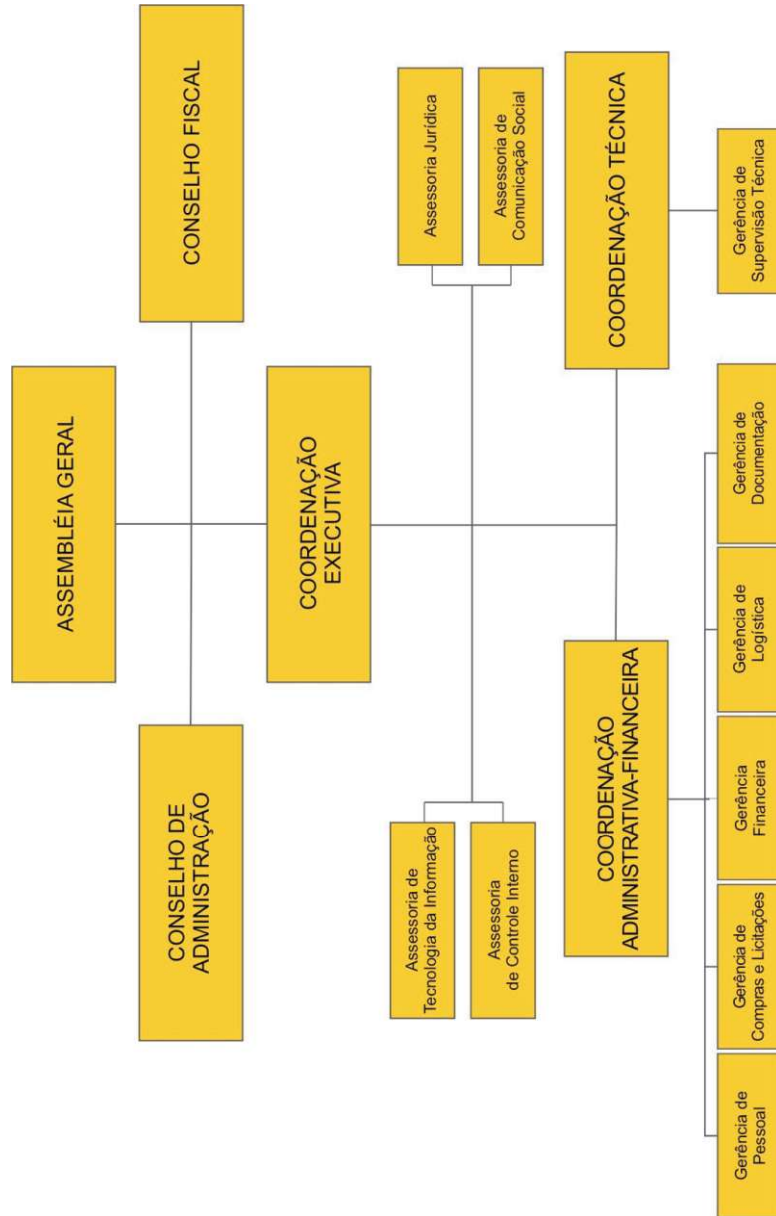 ASSEMBLÉIA GERAL
CONSELHO DE
ADMINISTRAÇÃO
CONSELHO FISCAL
COORDENAÇÃO
EXECUTIVA
Assessoria de
Tecnologia da Informação
Assessoria
de Controle Interno
Assessoria Jurídica
Assessoria de
Comunicação Social
COORDENAÇÃO
ADMINISTRATIVA-FINANCEIRA
COORDENAÇÃO TÉCNICA
Gerência de
Pessoal
Gerência de
Compras e Licitações
Gerência
Financeira
Gerência de
Logística
Gerência de
Documentação
Gerência de
Supervisão Técnica